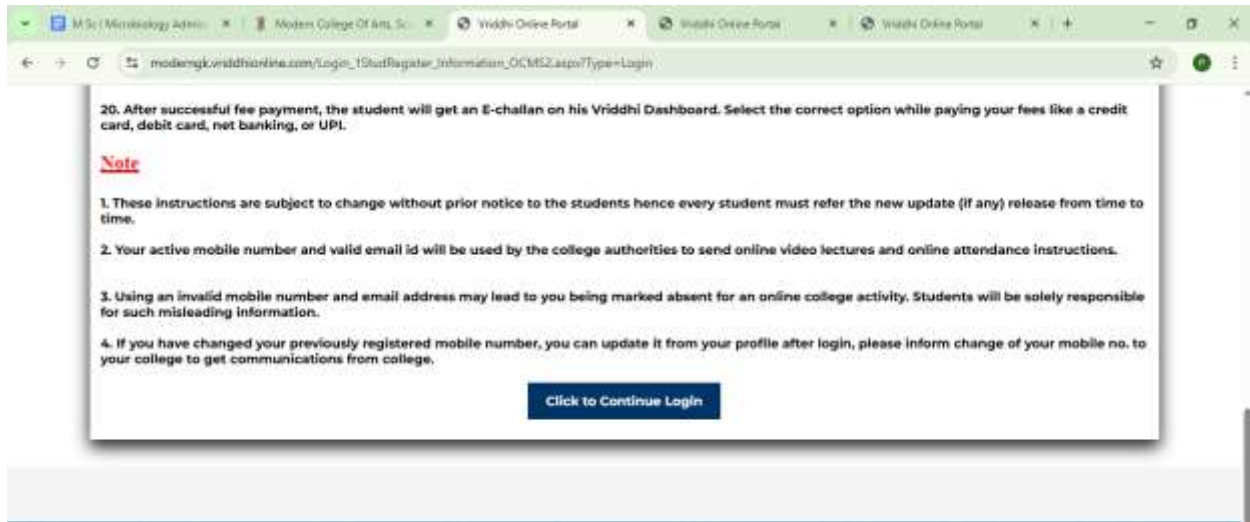 M.Sc I Microbiology Admis
Modern College Of Arts, Sc
Vriddhi Online Portal
Vriddhi Online Portal
Vriddhi Online Portal
modemgk.vriddhionline.com/Login_1StudRegister_Information_OCMS2.aspx?Type=Login
20. After successful fee payment, the student will get an E-challan on his Vriddhi Dashboard. Select the correct option while paying your fees like a credit
card, debit card, net banking, or UPI.
Note
1. These instructions are subject to change without prior notice to the students hence every student must refer the new update (if any) release from time to
time.
2. Your active mobile number and valid email id will be used by the college authorities to send online video lectures and online attendance instructions.
3. Using an invalid mobile number and email address may lead to you being marked absent for an online college activity. Students will be solely responsible
for such misleading information.
4. If you have changed your previously registered mobile number, you can update it from your profile after login, please inform change of your mobile no. to
your college to get communications from college.
Click to Continue Login